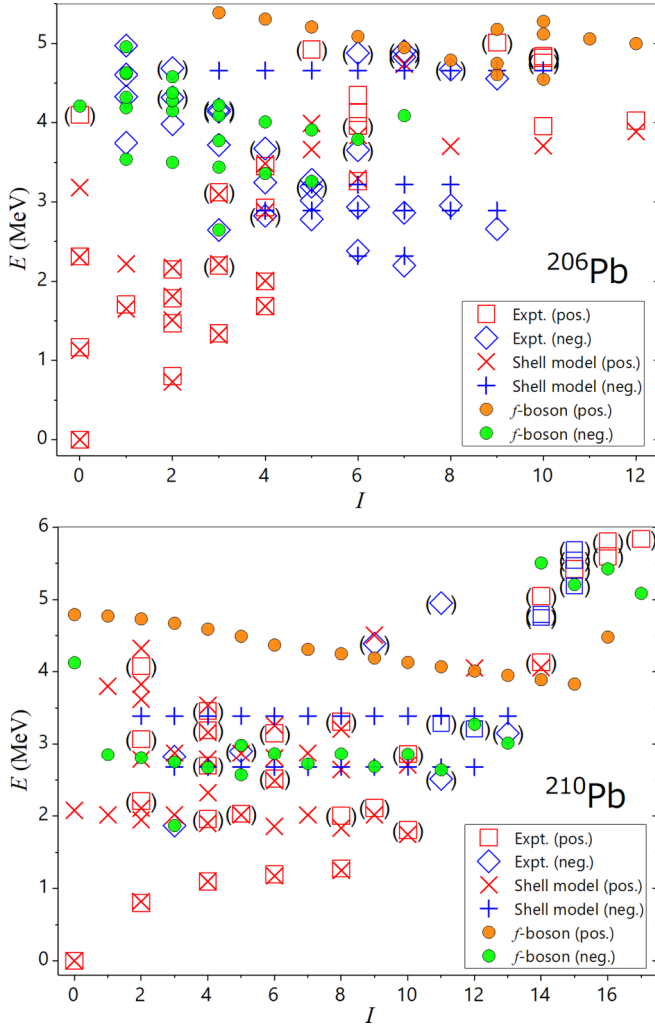 5
4
3
2
1
0
E (MeV)
²⁰⁶Pb
Expt. (pos.)
Expt. (neg.)
Shell model (pos.)
Shell model (neg.)
f-boson (pos.)
f-boson (neg.)
0 2 4 6 8 10 12
I
6
5
4
3
2
1
0
E (MeV)
²¹⁰Pb
Expt. (pos.)
Expt. (neg.)
Shell model (pos.)
Shell model (neg.)
f-boson (pos.)
f-boson (neg.)
0 2 4 6 8 10 12 14 16
I